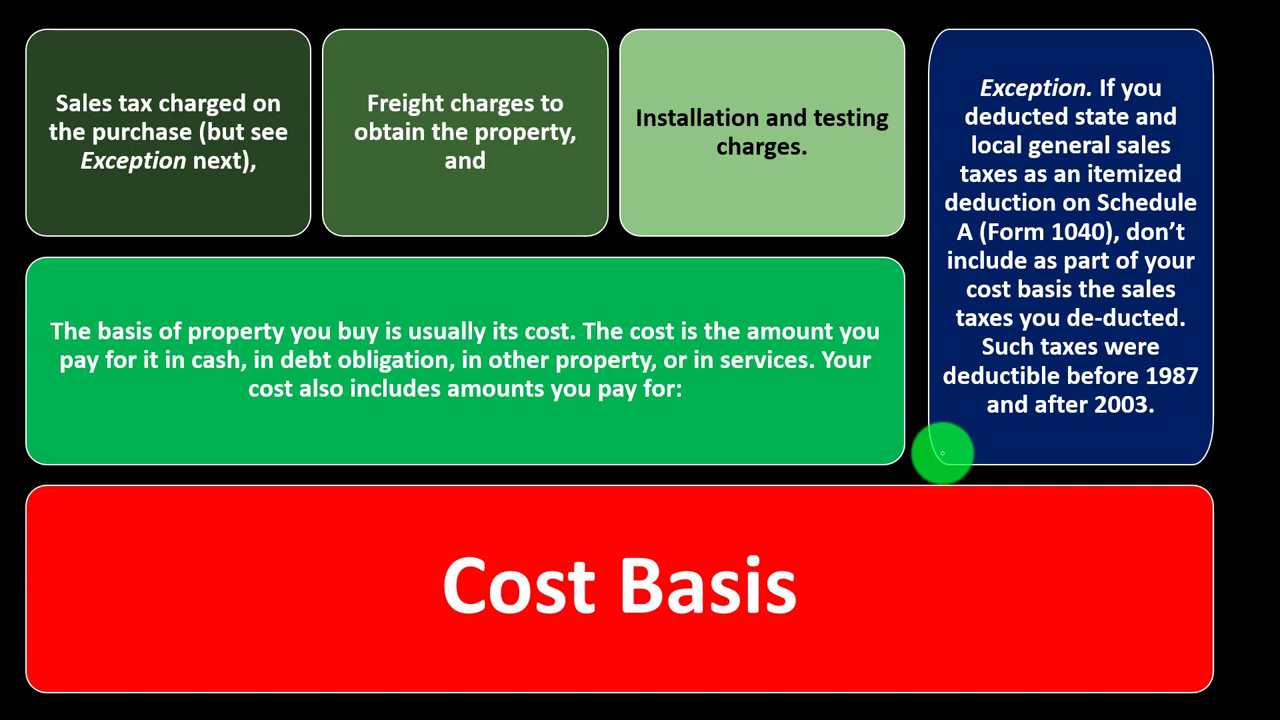 Sales tax charged on
the purchase (but see
Exception next),
Freight charges to
obtain the property,
and
Installation and testing
charges.
Exception. If you
deducted state and
local general sales
taxes as an itemized
deduction on Schedule
A (Form 1040), don’t
include as part of your
cost basis the sales
taxes you de-ducted.
Such taxes were
deductible before 1987
and after 2003.
The basis of property you buy is usually its cost. The cost is the amount you
pay for it in cash, in debt obligation, in other property, or in services. Your
cost also includes amounts you pay for:
Cost Basis